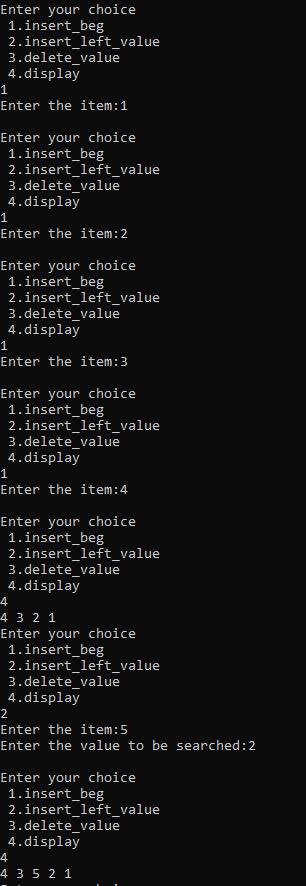 Enter your choice
1.insert_beg
2.insert_left_value
3.delete_value
4.display
1
Enter the item:1
Enter your choice
1.insert_beg
2.insert_left_value
3.delete_value
4.display
1
Enter the item:2
Enter your choice
1.insert_beg
2.insert_left_value
3.delete_value
4.display
1
Enter the item:3
Enter your choice
1.insert_beg
2.insert_left_value
3.delete_value
4.display
1
Enter the item:4
Enter your choice
1.insert_beg
2.insert_left_value
3.delete_value
4.display
4
4 3 2 1
Enter your choice
1.insert_beg
2.insert_left_value
3.delete_value
4.display
2
Enter the item:5
Enter the value to be searched:2
Enter your choice
1.insert_beg
2.insert_left_value
3.delete_value
4.display
4
4 3 5 2 1